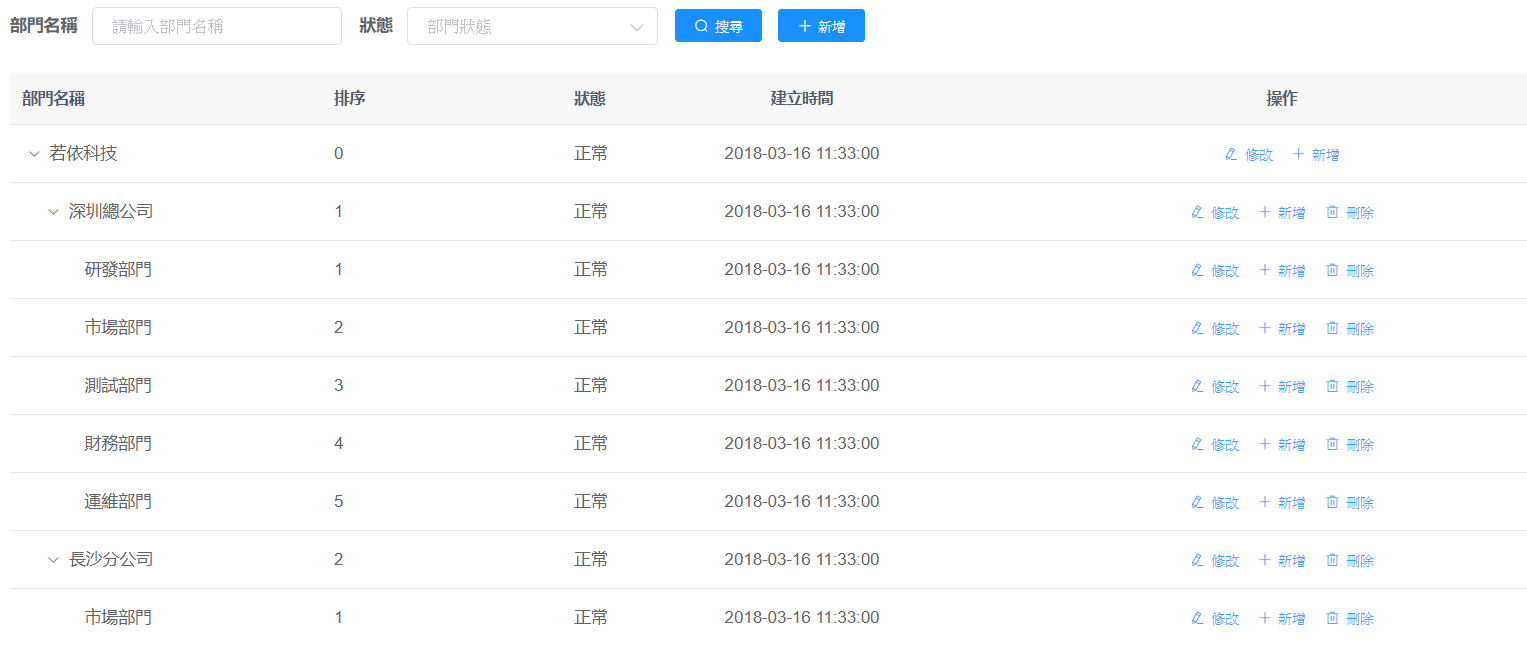 部門名稱 請輸入部門名稱 狀態 部門狀態 搜尋 新增
部門名稱 排序 狀態 建立時間 操作
若依科技 0 正常 2018-03-16 11:33:00 修改 新增
深圳總公司 1 正常 2018-03-16 11:33:00 修改 新增 刪除
研發部門 1 正常 2018-03-16 11:33:00 修改 新增 刪除
市場部門 2 正常 2018-03-16 11:33:00 修改 新增 刪除
測試部門 3 正常 2018-03-16 11:33:00 修改 新增 刪除
財務部門 4 正常 2018-03-16 11:33:00 修改 新增 刪除
運維部門 5 正常 2018-03-16 11:33:00 修改 新增 刪除
長沙分公司 2 正常 2018-03-16 11:33:00 修改 新增 刪除
市場部門 1 正常 2018-03-16 11:33:00 修改 新增 刪除